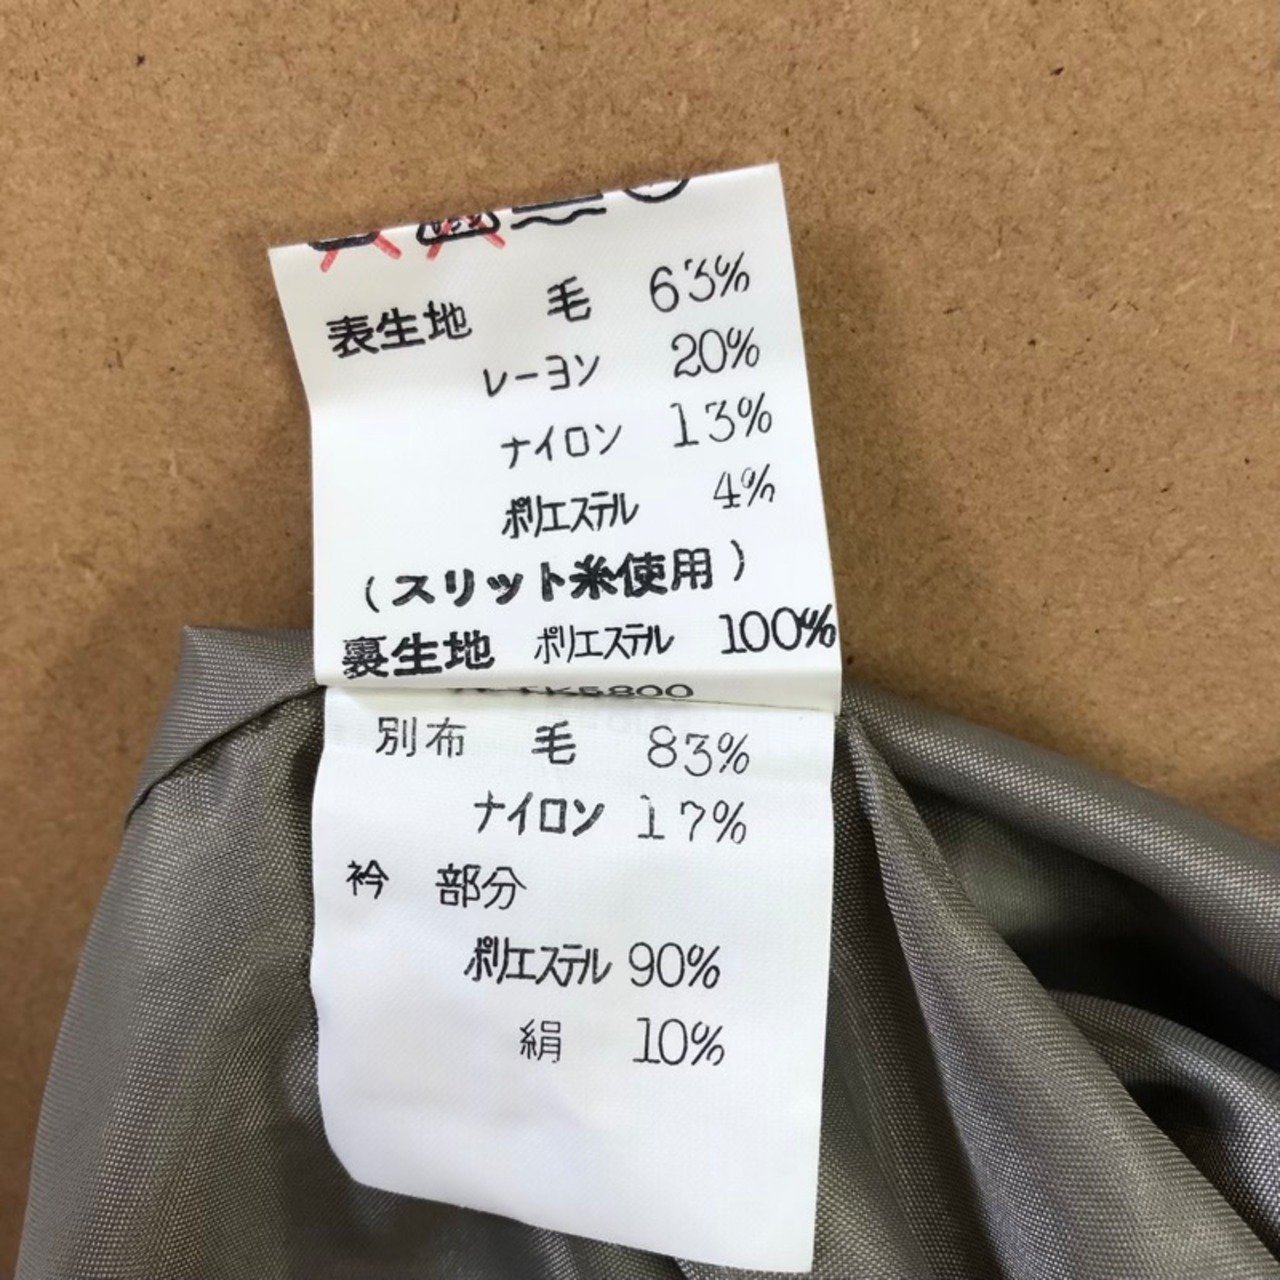 表生地 毛 63%
レーヨン 20%
ナイロン 13%
ポリエステル 4%
(スリット糸使用)
裏生地 ポリエステル 100%
別布 毛 83%
ナイロン 17%
衿 部分
ポリエステル 90%
絹 10%